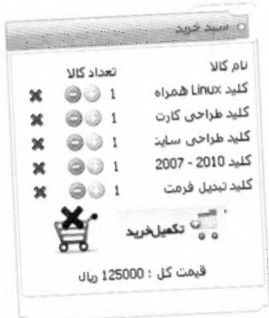 سبد خرید
نام کالا تعداد کالا
کلید Linux همراه 1
کلید طراحی کارت 1
کلید طراحی سایت 1
کلید 2010 - 2007 1
کلید تبدیل فرمت 1
تکمیل خرید
قیمت کل : 125000 ریال